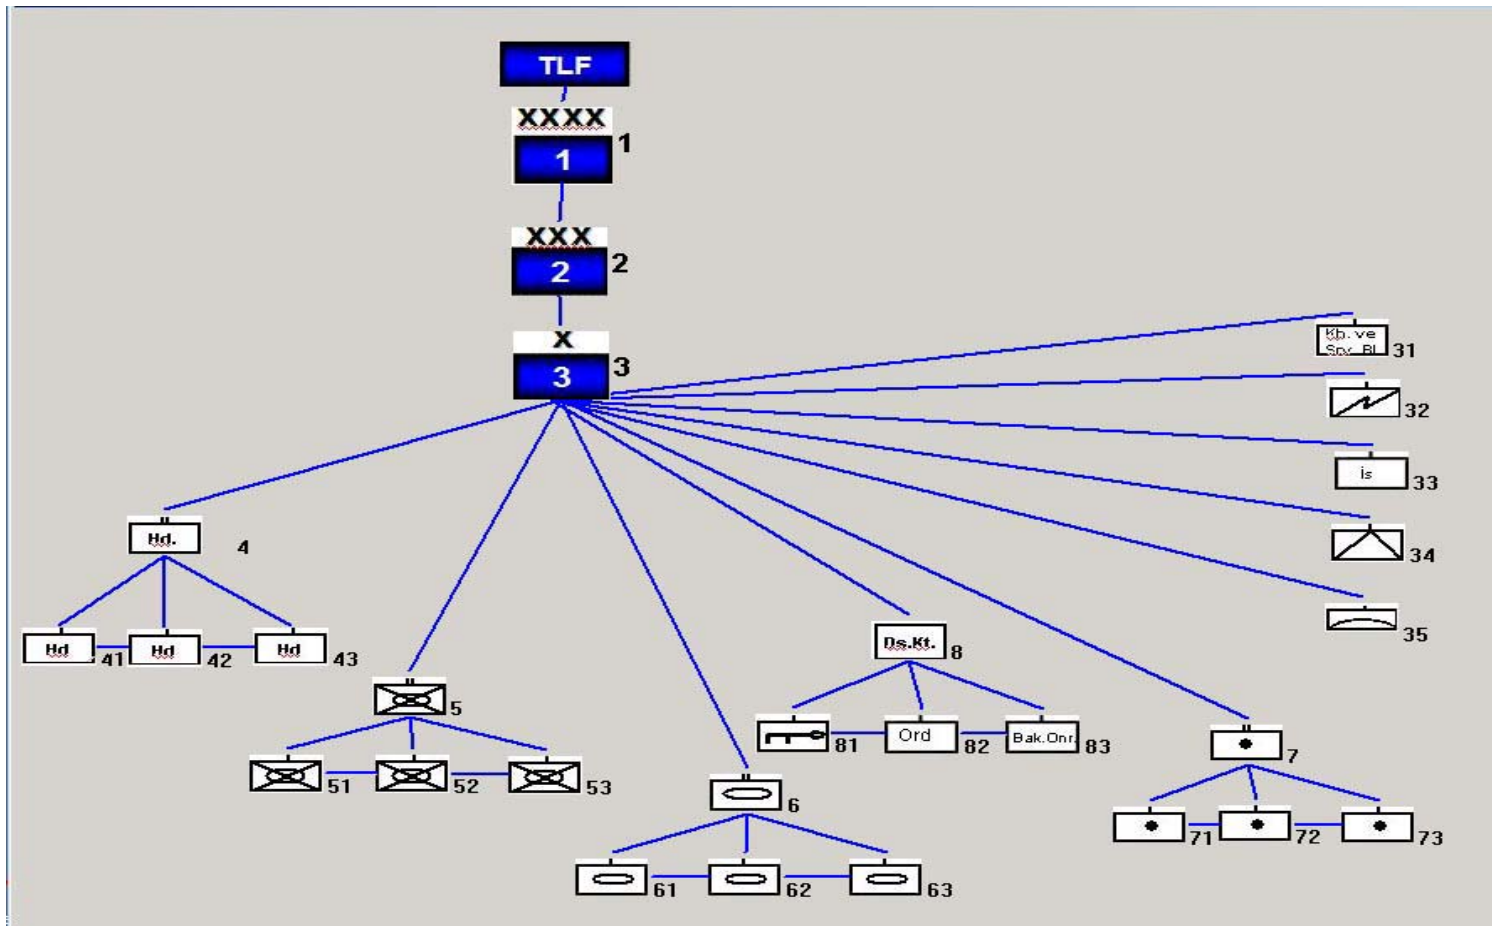 TLF
XXXX
1 1
XXX
2 2
X
3 3
Kh. ve
Srv. Bl 31
32
İs 33
34
35
Hd. 4
Hd 41 Hd 42 Hd 43
5
51 52 53
Ds.Kt. 8
81 Ord 82 Bak.Onr. 83
6
61 62 63
7
71 72 73